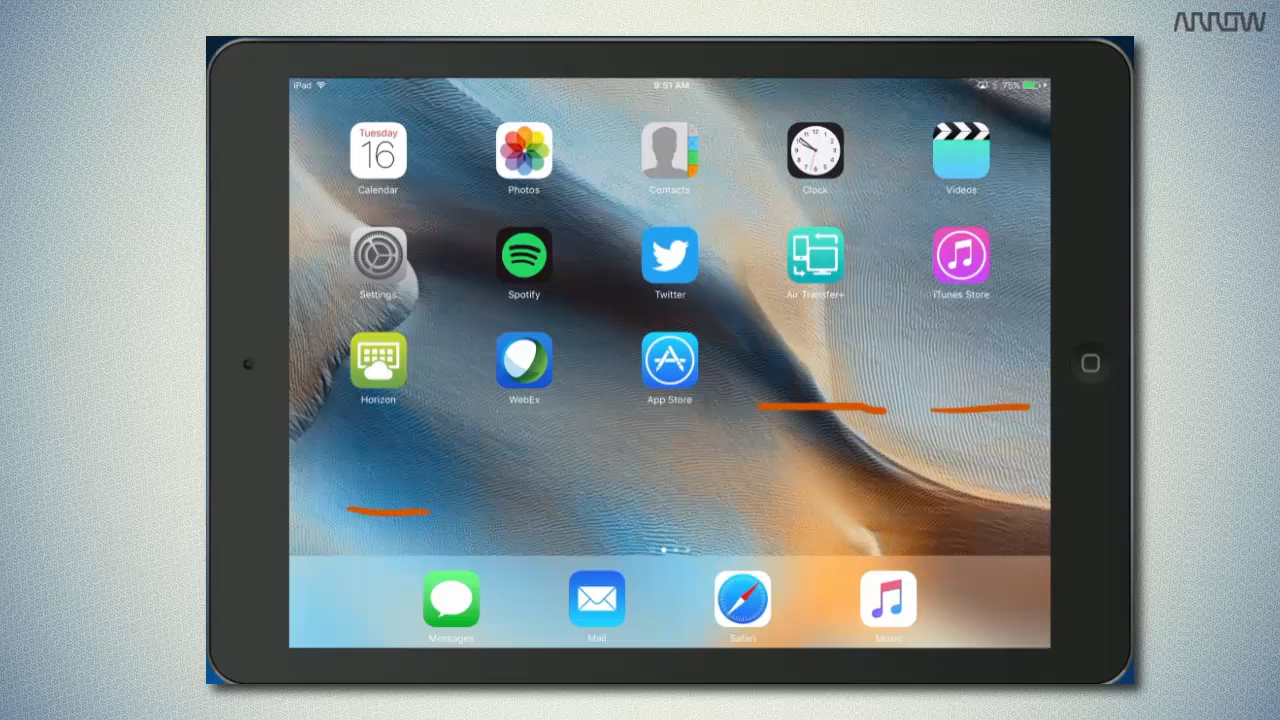 ARROW
iPad 9:51 AM 75%
Tuesday
16
Calendar Photos Contacts Clock Videos
Settings Spotify Twitter Air Transfer+ iTunes Store
Horizon WebEx App Store
Messages Mail Safari Music